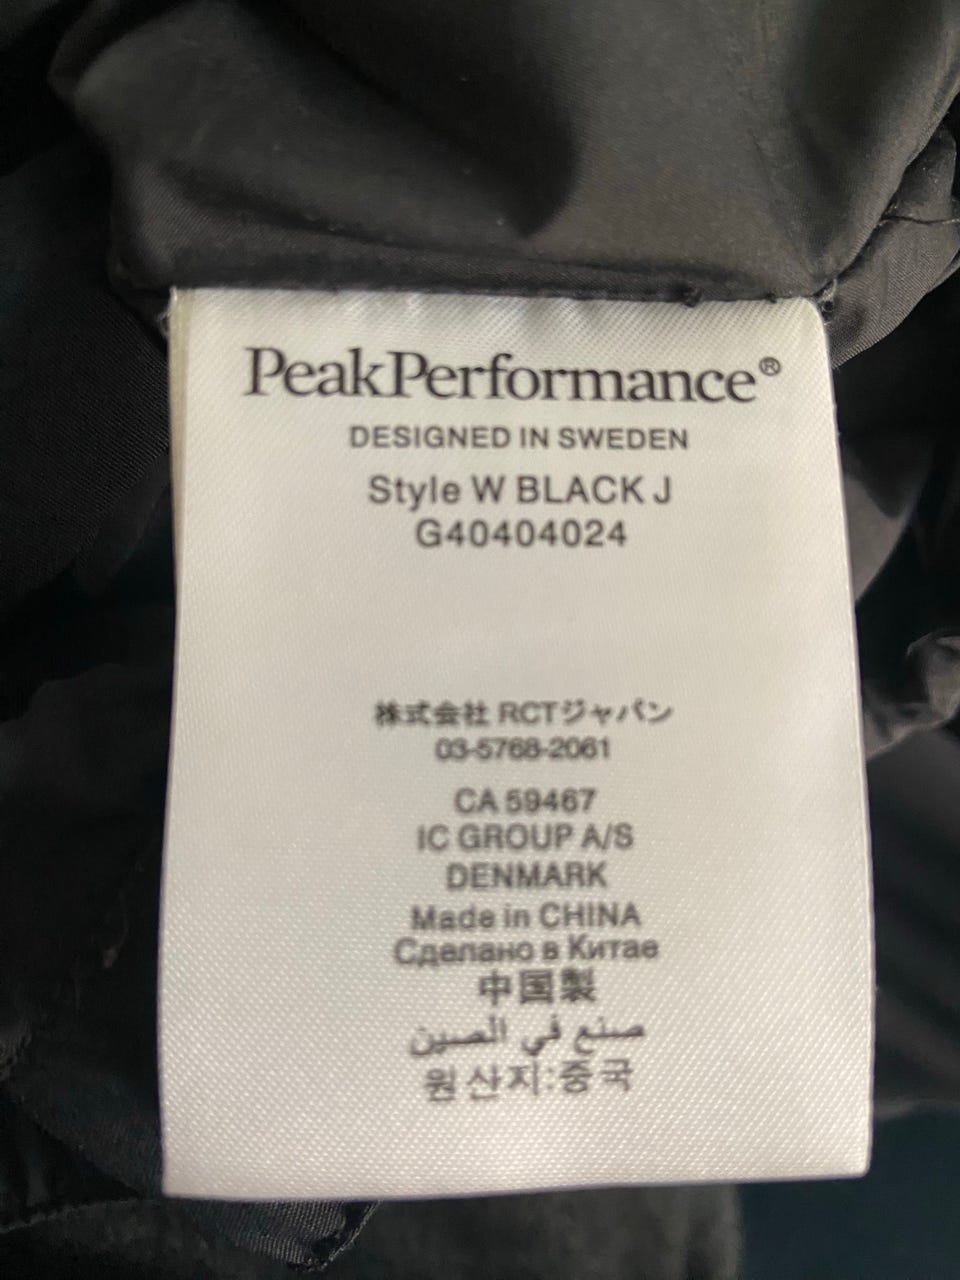 PeakPerformance®
DESIGNED IN SWEDEN
Style W BLACK J
G40404024
株式会社 RCTジャパン
03-5768-2061
CA 59467
IC GROUP A/S
DENMARK
Made in CHINA
Сделано в Китае
中国製
صنع في الصين
원산지:중국